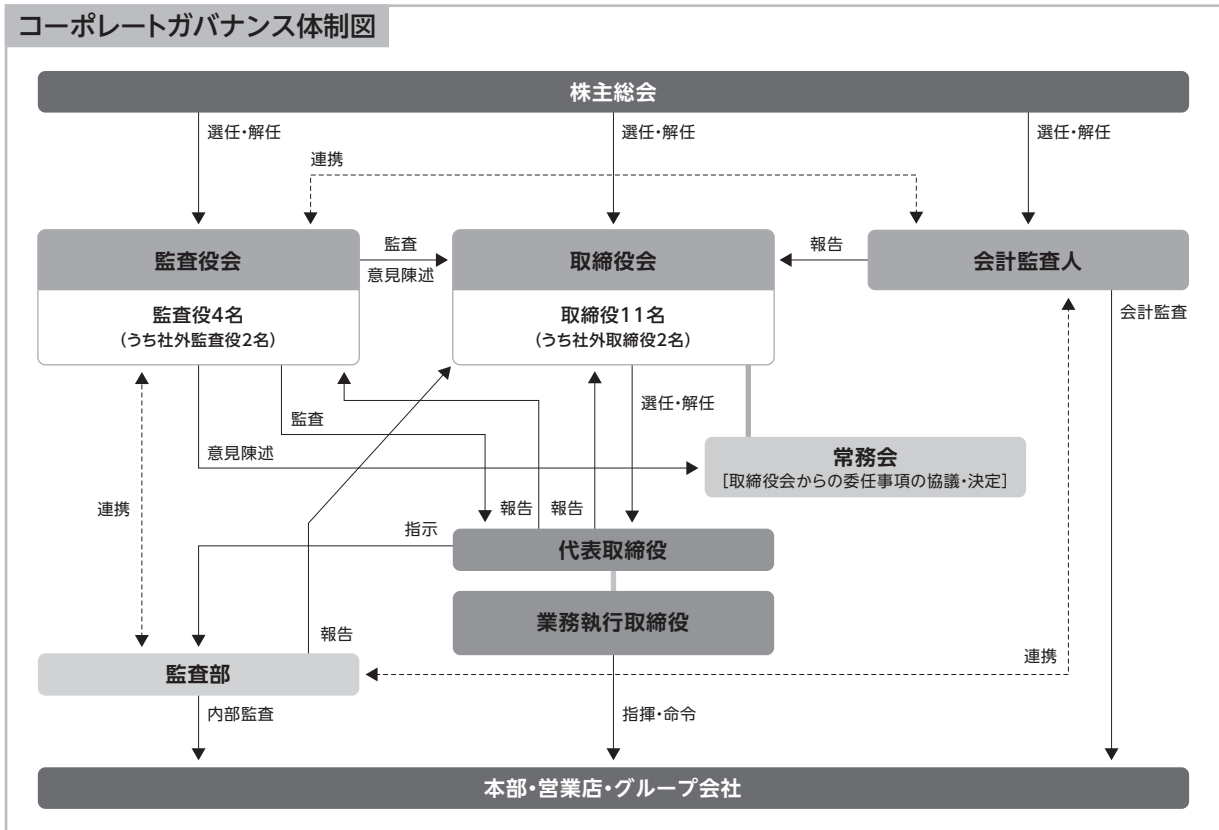 コーポレートガバナンス体制図
株主総会
選任・解任
選任・解任
選任・解任
連携
監査役会
監査
意見陳述
取締役会
報告
会計監査人
監査役4名
（うち社外監査役2名）
取締役11名
（うち社外取締役2名）
会計監査
選任・解任
監査
意見陳述
常務会
［取締役会からの委任事項の協議・決定］
連携
指示
報告
報告
代表取締役
業務執行取締役
報告
連携
監査部
内部監査
指揮・命令
本部・営業店・グループ会社